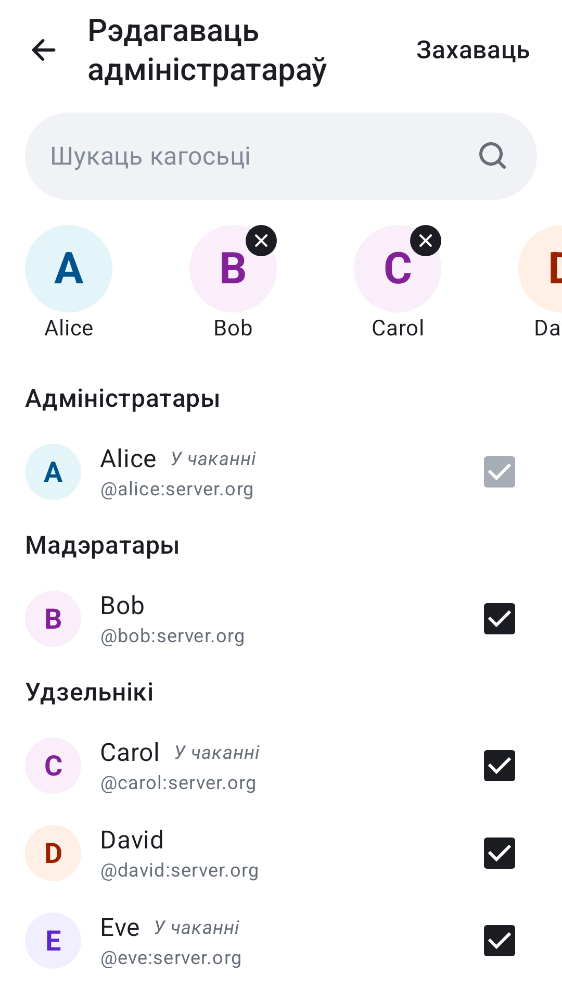 Рэдагаваць
адміністратараў
Захаваць
Шукаць кагосьці
A
B
C
Alice
Bob
Carol
Da
Адміністратары
A
Alice У чаканні
@alice:server.org
Мадэратары
B
Bob
@bob:server.org
Удзельнікі
C
Carol У чаканні
@carol:server.org
D
David
@david:server.org
E
Eve У чаканні
@eve:server.org